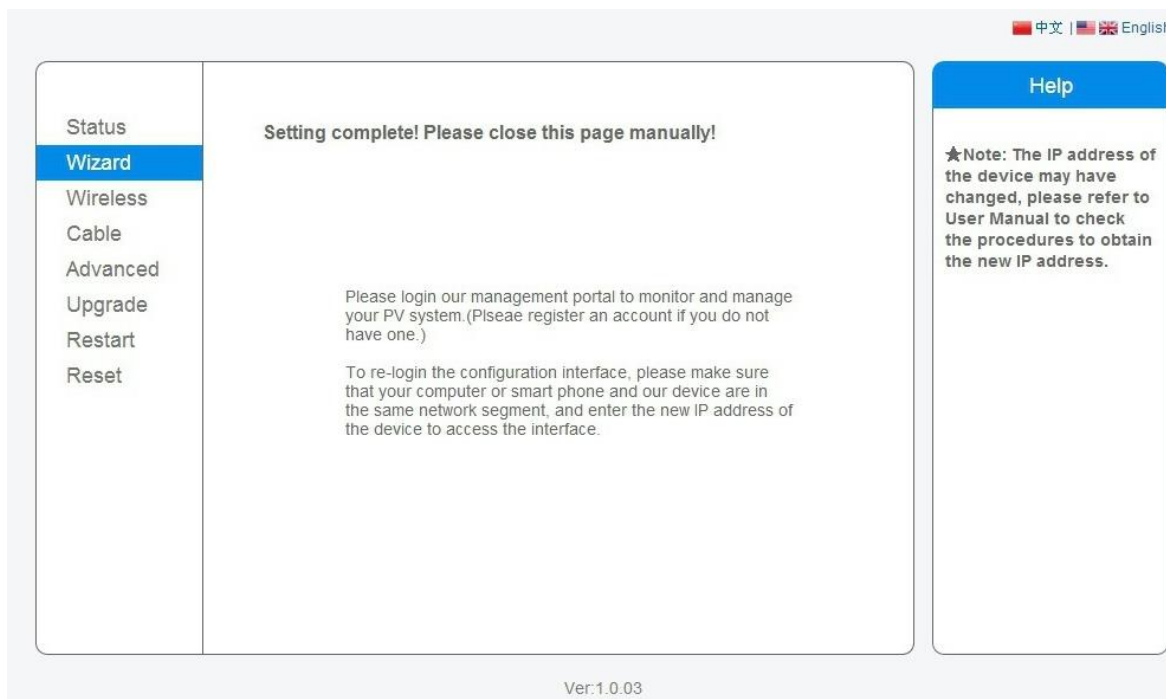 中文 | English
Status
Wizard
Wireless
Cable
Advanced
Upgrade
Restart
Reset
Setting complete! Please close this page manually!
Please login our management portal to monitor and manage
your PV system.(Plseae register an account if you do not
have one.)
To re-login the configuration interface, please make sure
that your computer or smart phone and our device are in
the same network segment, and enter the new IP address of
the device to access the interface.
Help
★Note: The IP address of
the device may have
changed, please refer to
User Manual to check
the procedures to obtain
the new IP address.
Ver:1.0.03